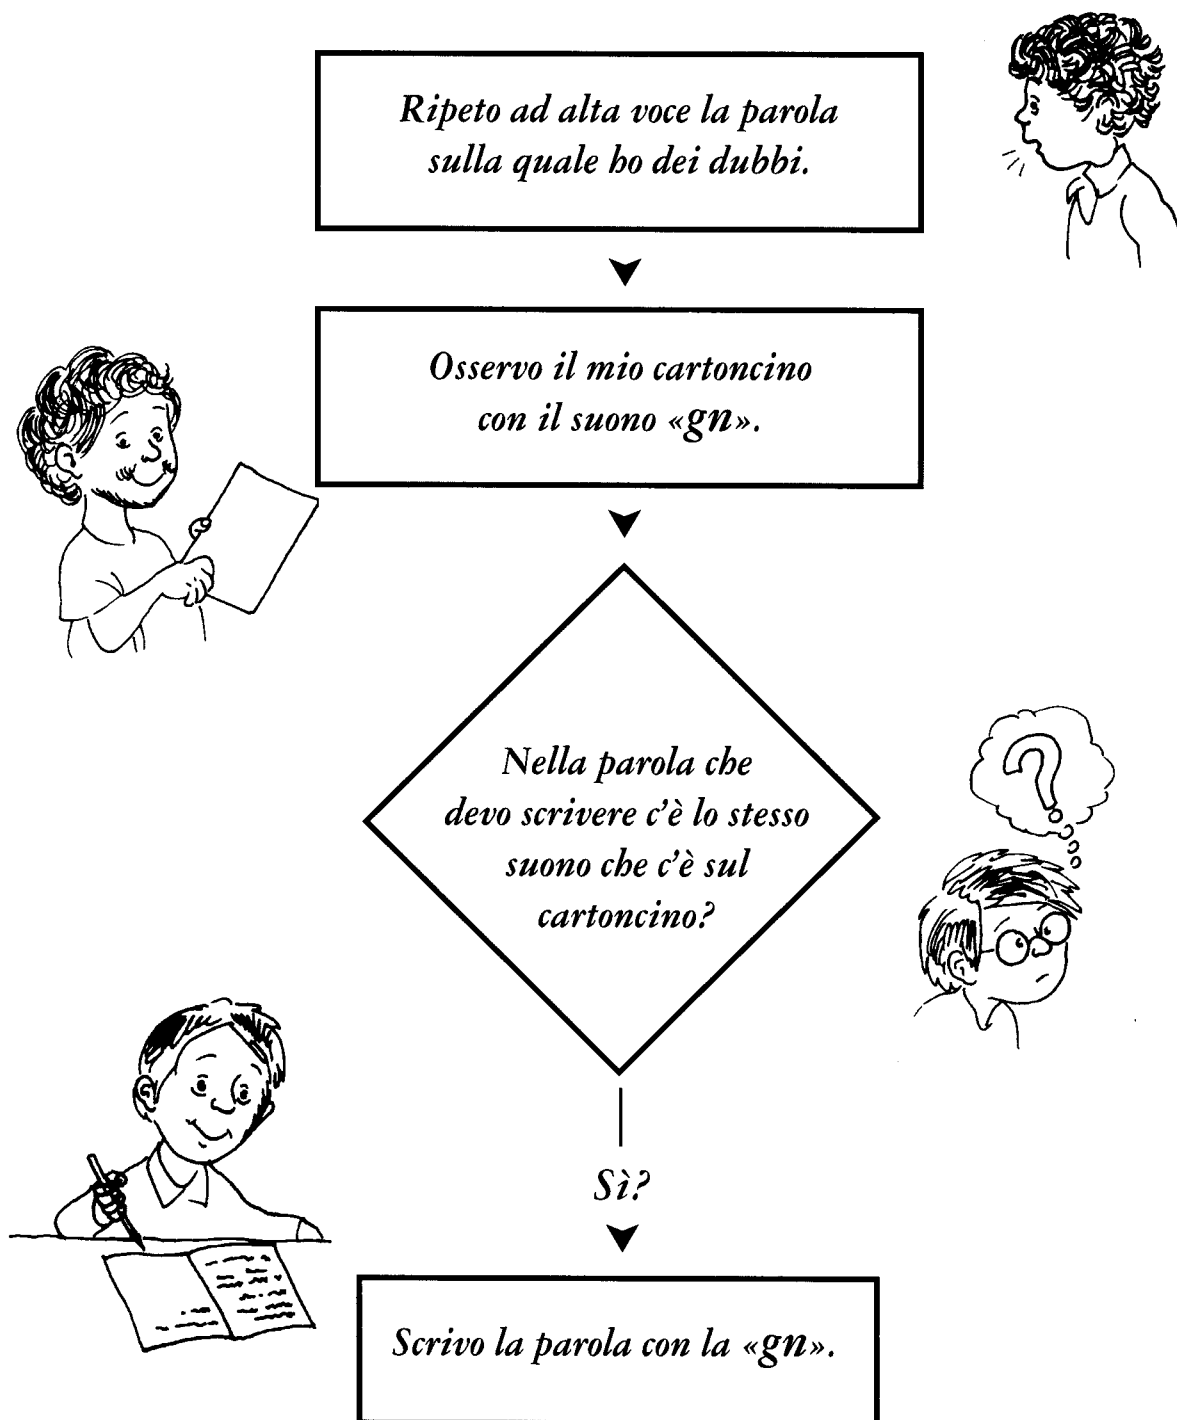 Ripeto ad alta voce la parola
sulla quale ho dei dubbi.
Osservo il mio cartoncino
con il suono «gn».
Nella parola che
devo scrivere c'è lo stesso
suono che c'è sul
cartoncino?
Sì?
Scrivo la parola con la «gn».